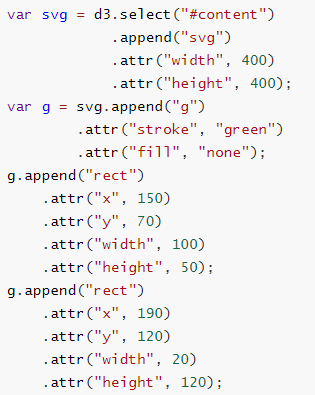 var svg = d3.select("#content")
            .append("svg")
            .attr("width", 400)
            .attr("height", 400);
var g = svg.append("g")
        .attr("stroke", "green")
        .attr("fill", "none");
g.append("rect")
    .attr("x", 150)
    .attr("y", 70)
    .attr("width", 100)
    .attr("height", 50);
g.append("rect")
    .attr("x", 190)
    .attr("y", 120)
    .attr("width", 20)
    .attr("height", 120);